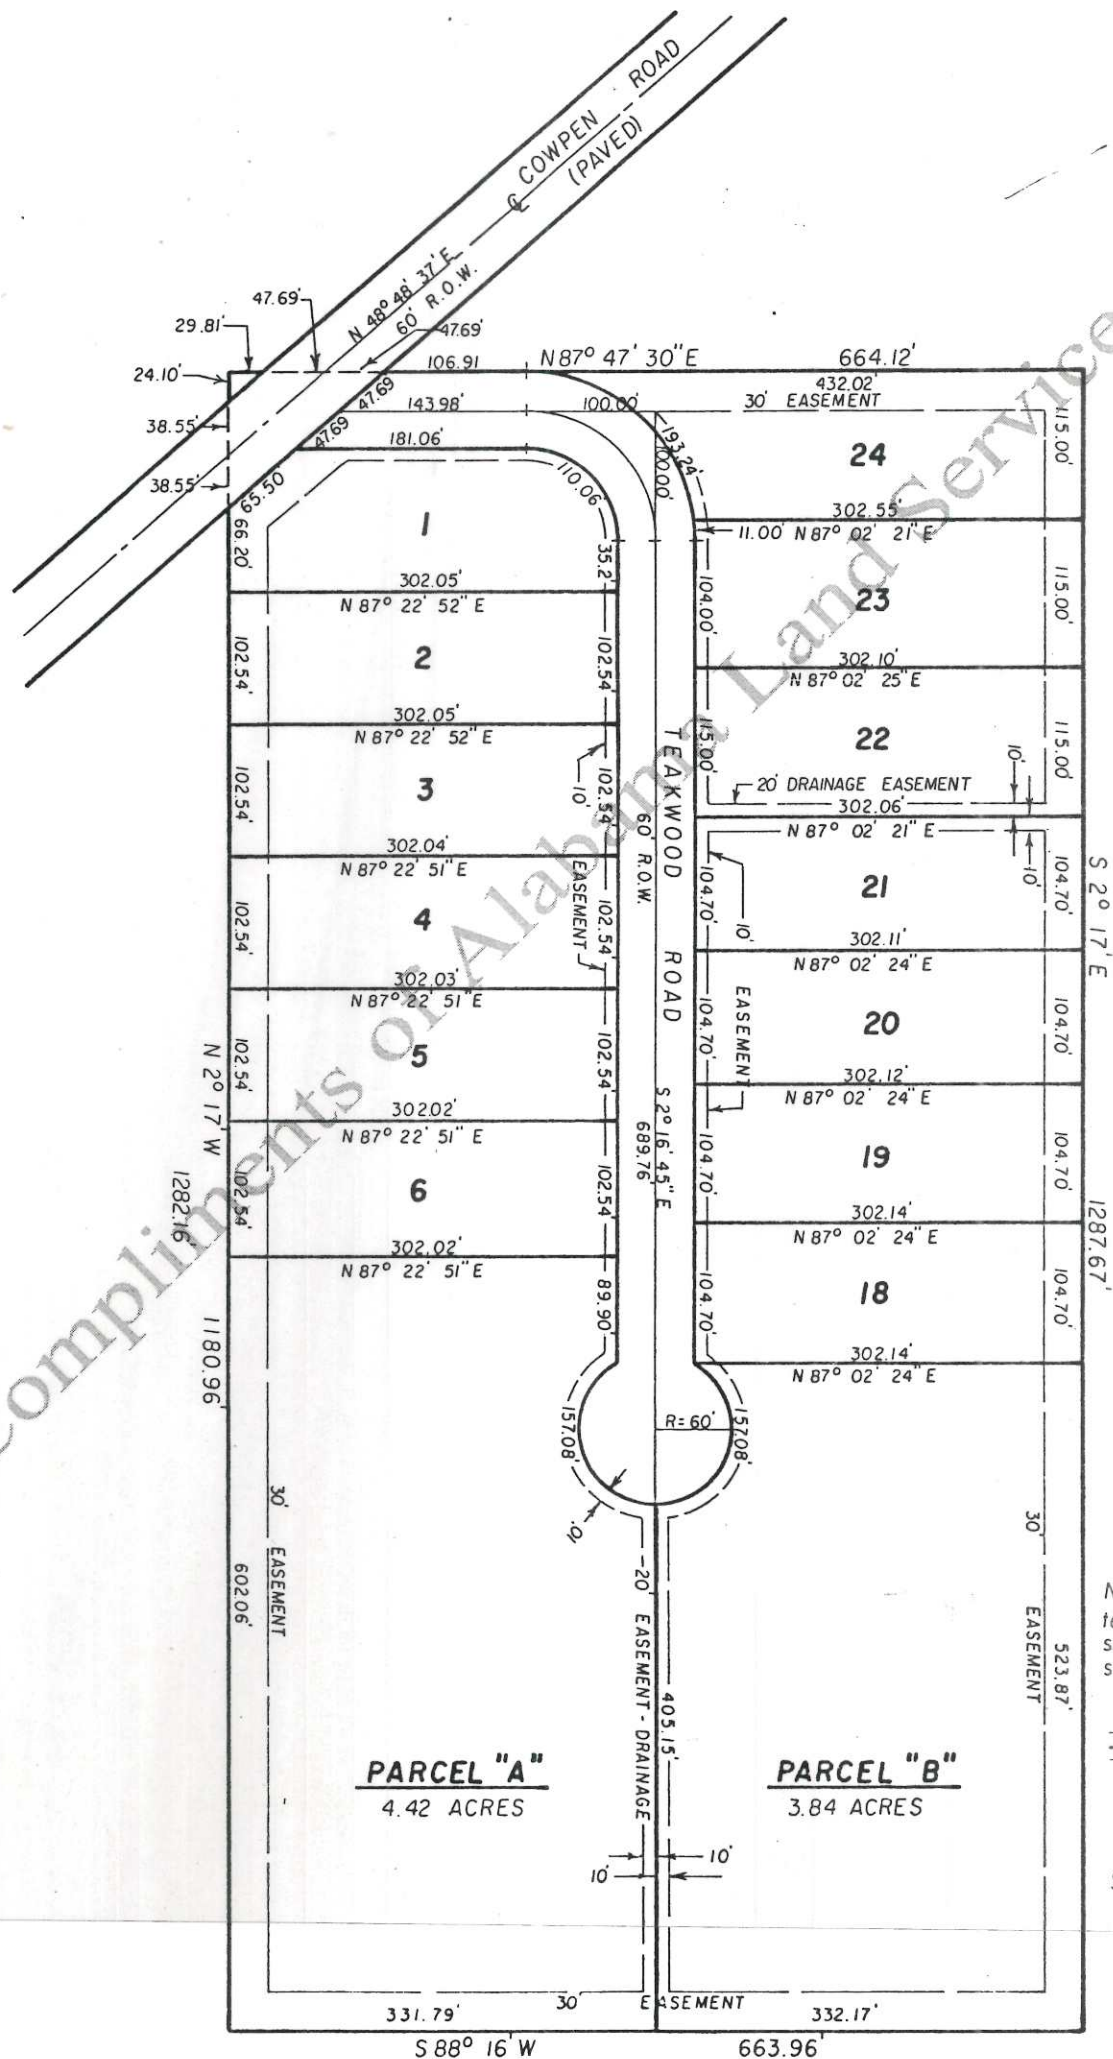 COWPEN ROAD
(PAVED)
N 48° 48' 37" E
60' R.O.W.
47.69'
29.81'
24.10'
38.55'
38.55'
47.69'
106.91
N 87° 47' 30" E
664.12'
432.02'
30' EASEMENT
143.98'
100.00'
47.69
47.69
181.06'
65.50
66.20'
110.06'
193.24'
100.00'
115.00'
24
302.55'
11.00' N 87° 02' 21" E
1
35.2'
302.05'
N 87° 22' 52" E
104.00'
23
115.00'
302.10'
N 87° 02' 25" E
102.54'
2
102.54'
302.05'
N 87° 22' 52" E
115.00'
22
115.00'
20' DRAINAGE EASEMENT
10'
302.06'
N 87° 02' 21" E
10'
102.54'
3
102.54'
10'
302.04'
N 87° 22' 51" E
EASEMENT
TEAKWOOD ROAD
60' R.O.W.
104.70'
10'
21
104.70'
302.11'
N 87° 02' 24" E
102.54'
4
102.54'
302.03'
N 87° 22' 51" E
S 2° 17' E
EASEMENT
104.70'
20
104.70'
302.12'
N 87° 02' 24" E
102.54'
5
102.54'
302.02'
N 87° 22' 51" E
N 2° 17' W
S 2° 16' 45" E
689.76'
104.70'
19
104.70'
302.14'
N 87° 02' 24" E
102.54'
6
102.54'
302.02'
N 87° 22' 51" E
1282.16'
1287.67'
104.70'
18
104.70'
302.14'
N 87° 02' 24" E
89.90'
1180.96'
157.08'
R=60'
157.08'
10'
30' EASEMENT
602.06'
20' EASEMENT - DRAINAGE
405.15'
30' EASEMENT
523.87'
PARCEL "A"
4.42 ACRES
PARCEL "B"
3.84 ACRES
10'
10'
331.79'
30' EASEMENT
332.17'
S 88° 16' W
663.96'
Compliments of Alabama Land Service